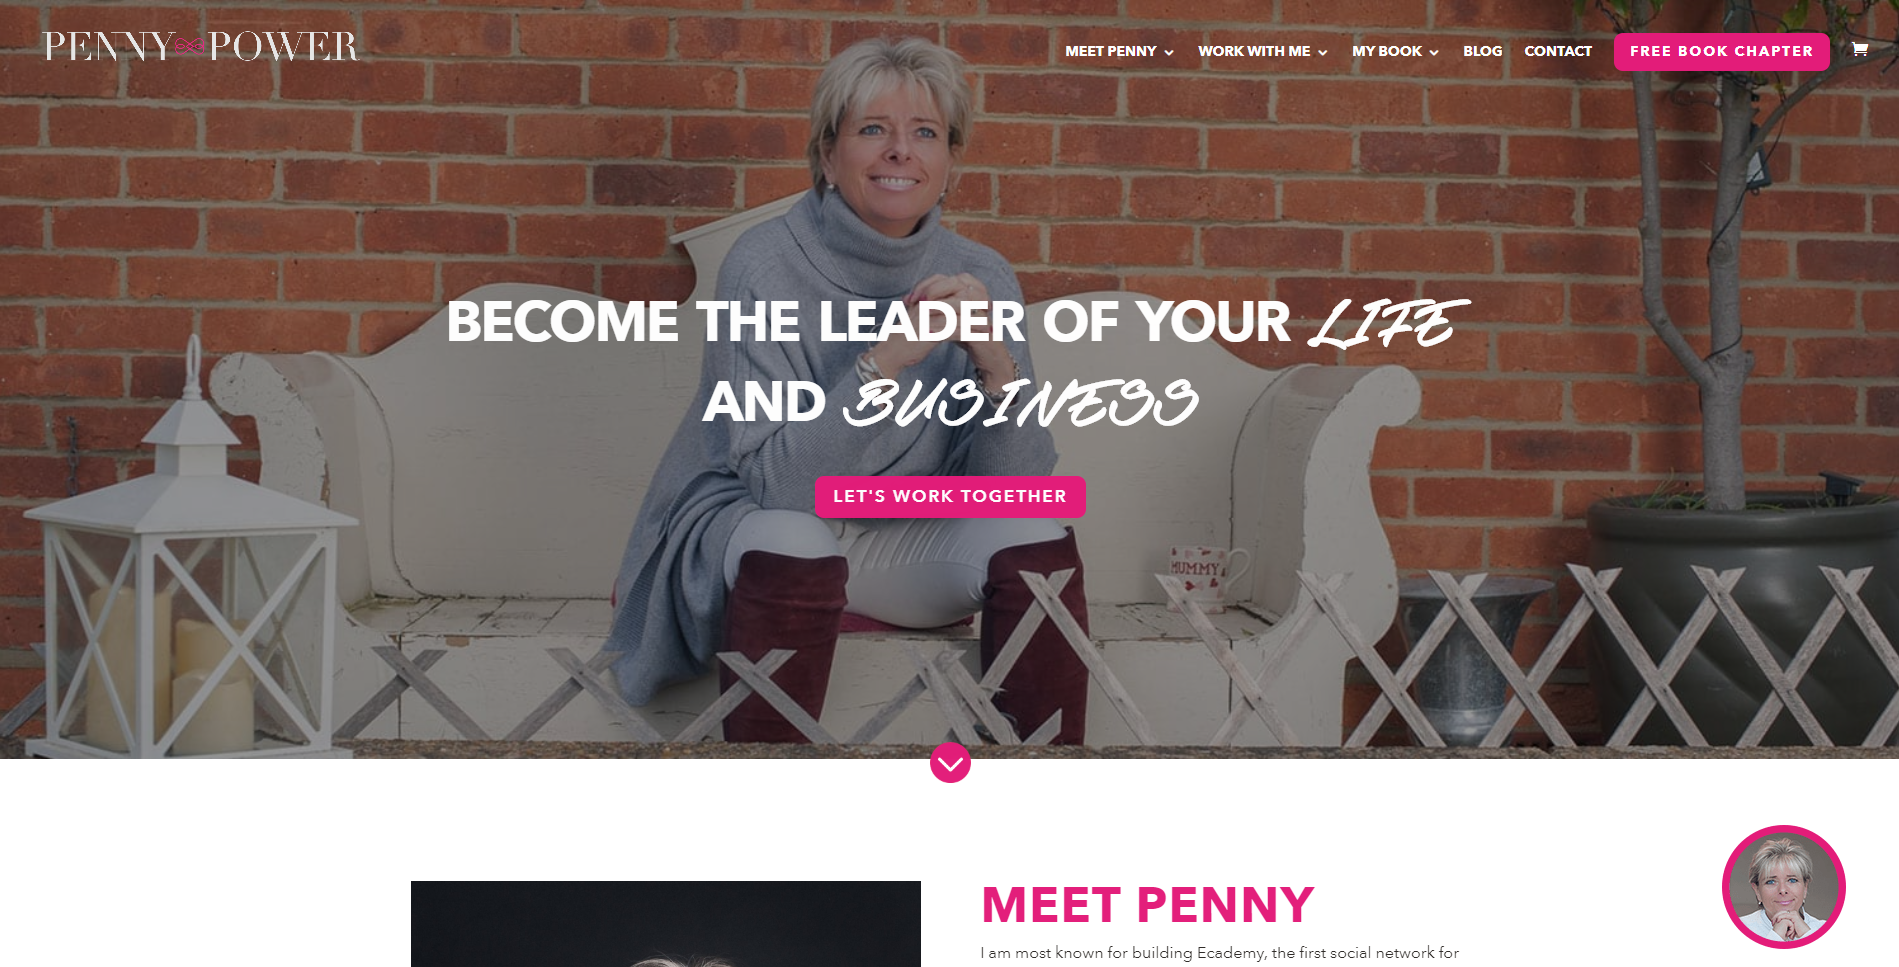 PENNY POWER
MEET PENNY
WORK WITH ME
MY BOOK
BLOG
CONTACT
FREE BOOK CHAPTER
BECOME THE LEADER OF YOUR LIFE
AND BUSINESS
LET'S WORK TOGETHER
MUMMY
MEET PENNY
I am most known for building Ecademy, the first social network for